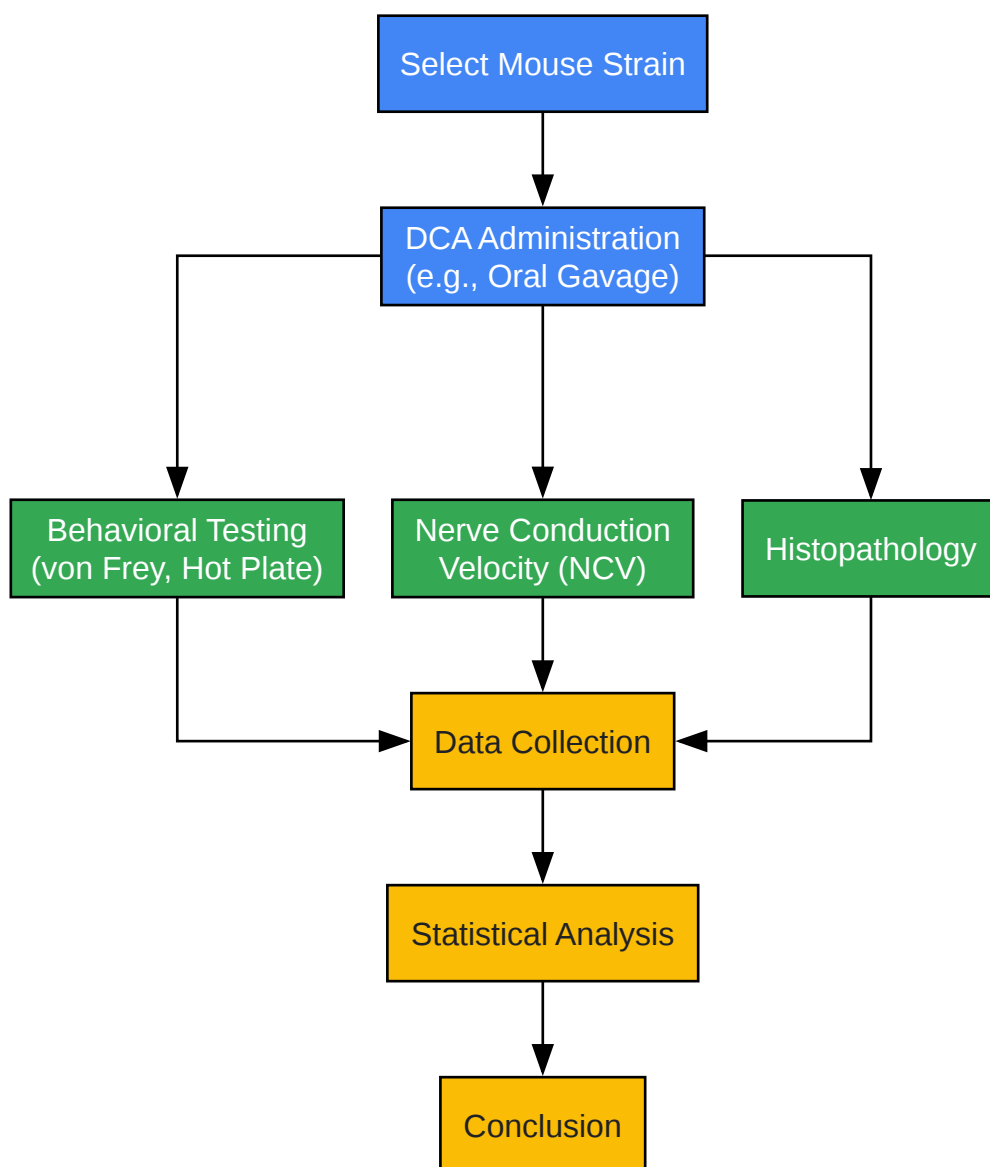 Select Mouse Strain
DCA Administration
(e.g., Oral Gavage)
Behavioral Testing
(von Frey, Hot Plate)
Nerve Conduction
Velocity (NCV)
Histopathology
Data Collection
Statistical Analysis
Conclusion